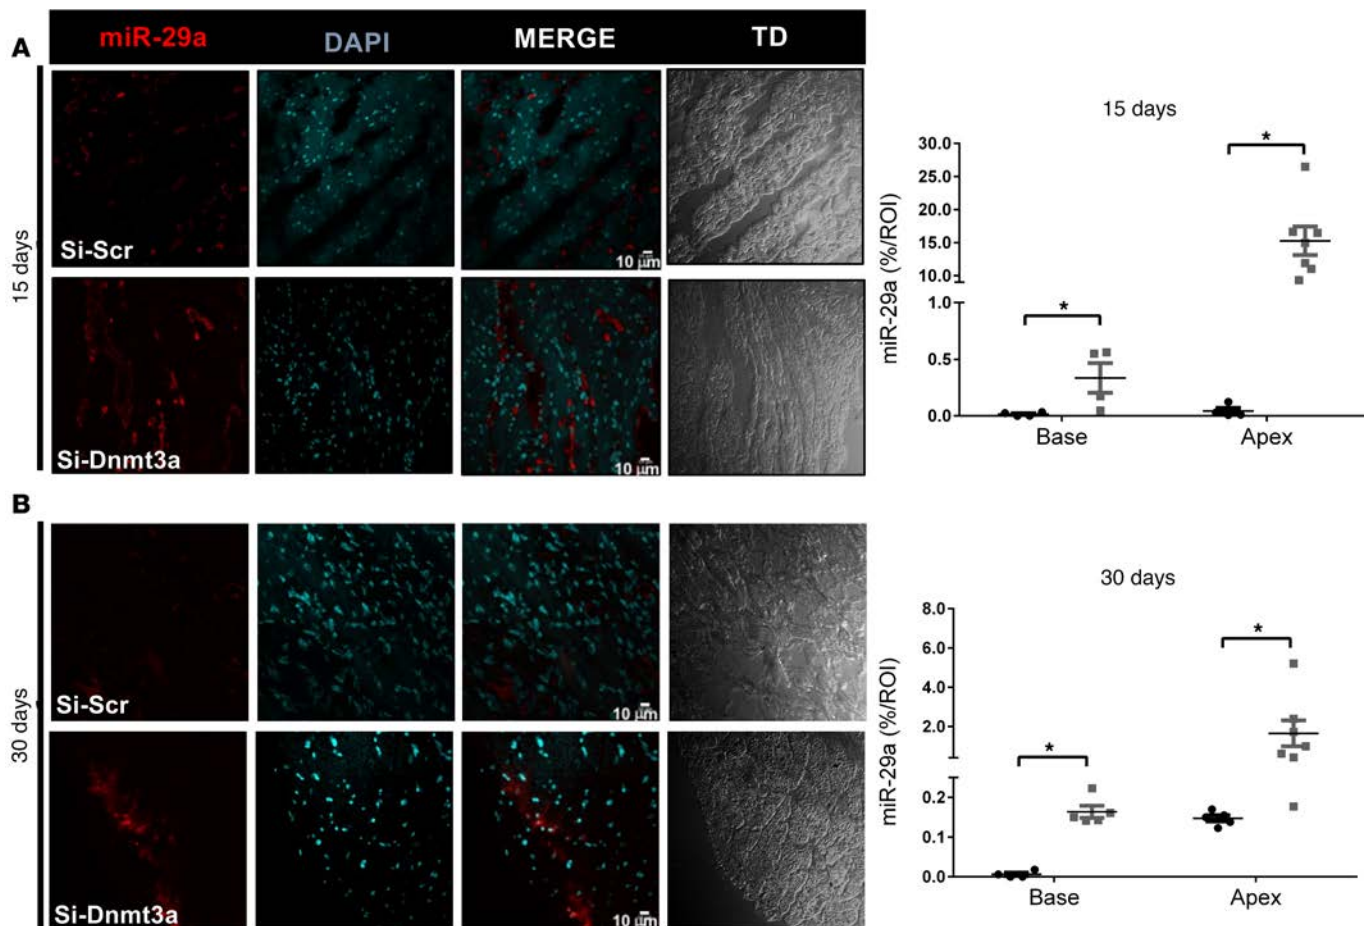 A
miR-29a DAPI MERGE TD
15 days
Si-Scr
10 µm
Si-Dnmt3a
10 µm
15 days
miR-29a (%/ROI)
30.0
25.0
20.0
15.0
10.0
1.0
0.5
0.0
*
*
Base Apex
B
30 days
Si-Scr
10 µm
Si-Dnmt3a
10 µm
30 days
miR-29a (%/ROI)
8.0
6.0
4.0
2.0
0.2
0.1
0.0
*
*
Base Apex